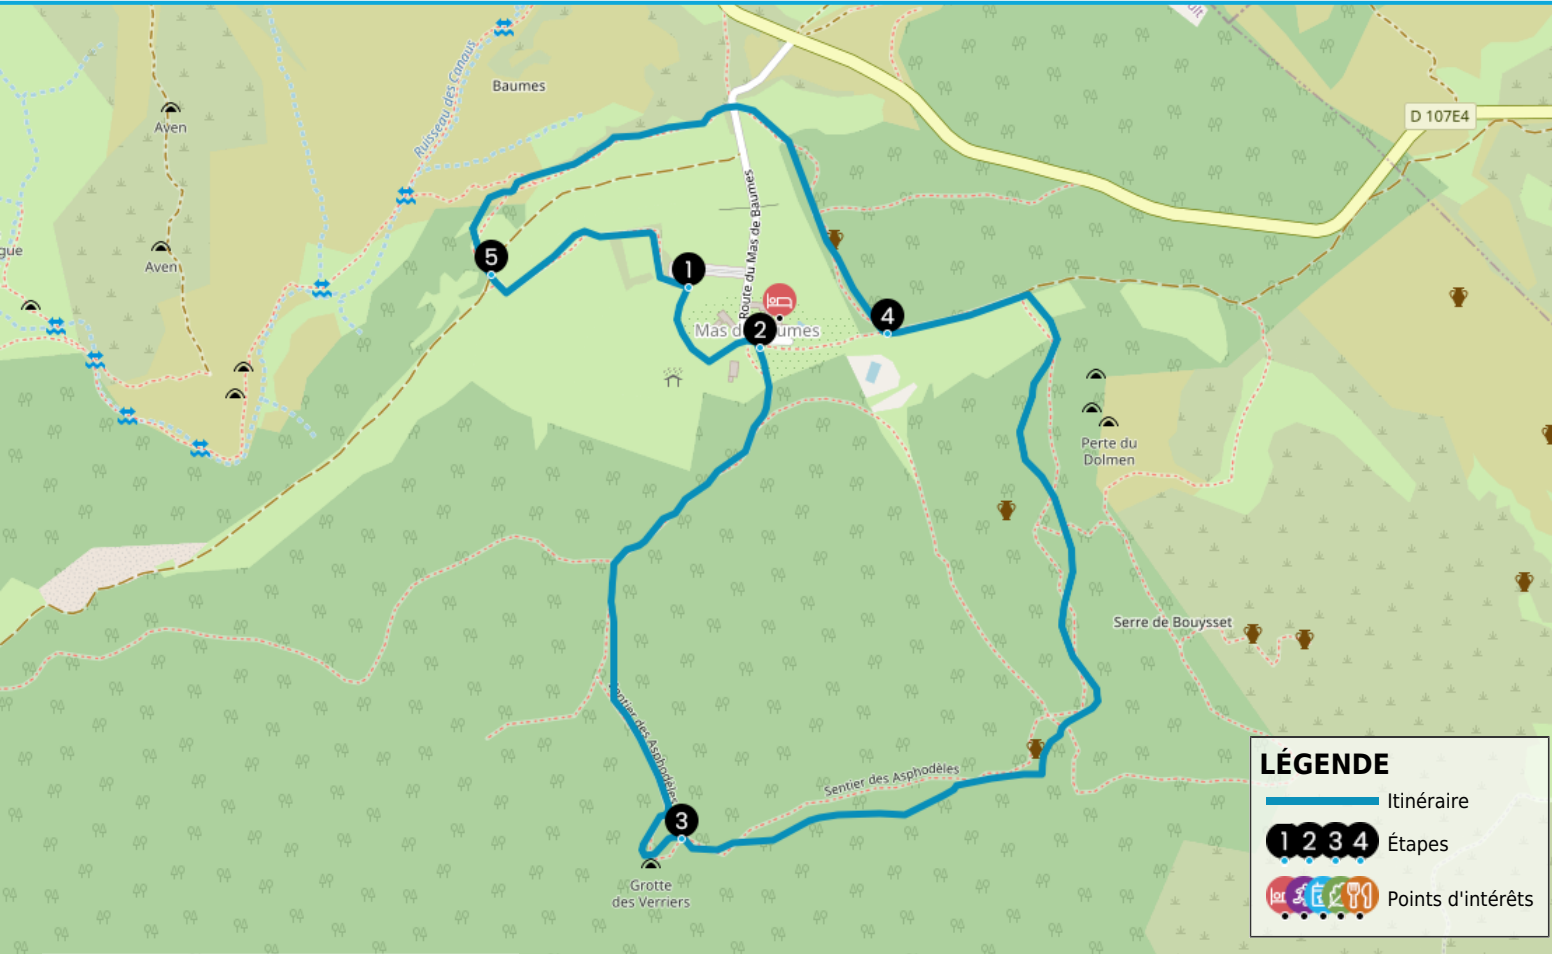 ult
Ruisseau des Canaus
Baumes
D 107E4
Aven
Route du Mas de Baumes
gue
Aven
5
1
4
2
Mas d
umes
Perte du
Dolmen
Serre de Bouysset
Sentier des Asphodèles
Sentier des Asphodèles
3
Grotte
des Verriers
LÉGENDE
Itinéraire
1 2 3 4
Étapes
Points d'intérêts